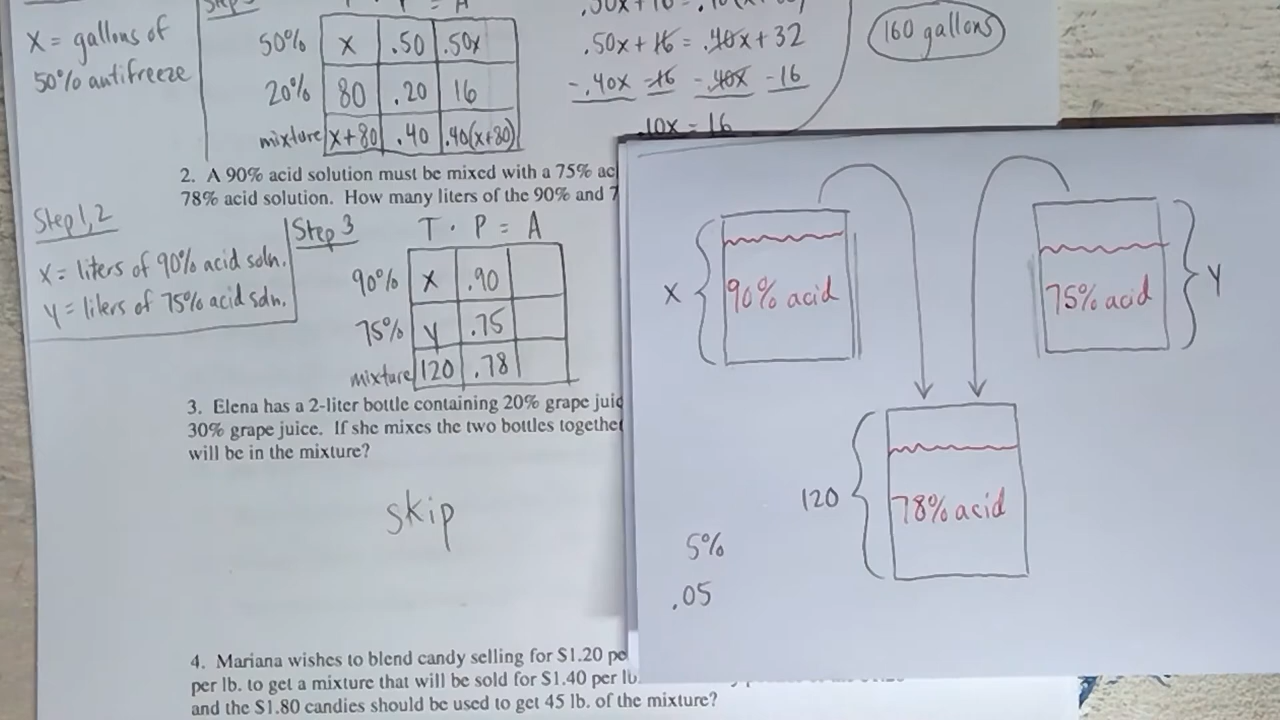 x = gallons of
50% antifreeze
50% x .50 .50x
20% 80 .20 16
mixture x+80 .40 .40(x+80)
.50x + 16 = .40x + 32
-.40x -16 -.40x -16
.10x = 16
160 gallons
2. A 90% acid solution must be mixed with a 75% ac
78% acid solution. How many liters of the 90% and 7
Step 1,2
x = liters of 90% acid soln.
y = liters of 75% acid soln.
Step 3
T · P = A
90% x .90
75% y .75
mixture 120 .78
3. Elena has a 2-liter bottle containing 20% grape juic
30% grape juice. If she mixes the two bottles together
will be in the mixture?
skip
4. Mariana wishes to blend candy selling for $1.20 po
per lb. to get a mixture that will be sold for $1.40 per lb.
and the $1.80 candies should be used to get 45 lb. of the mixture?
x 90% acid
75% acid y
120 78% acid
5%
.05